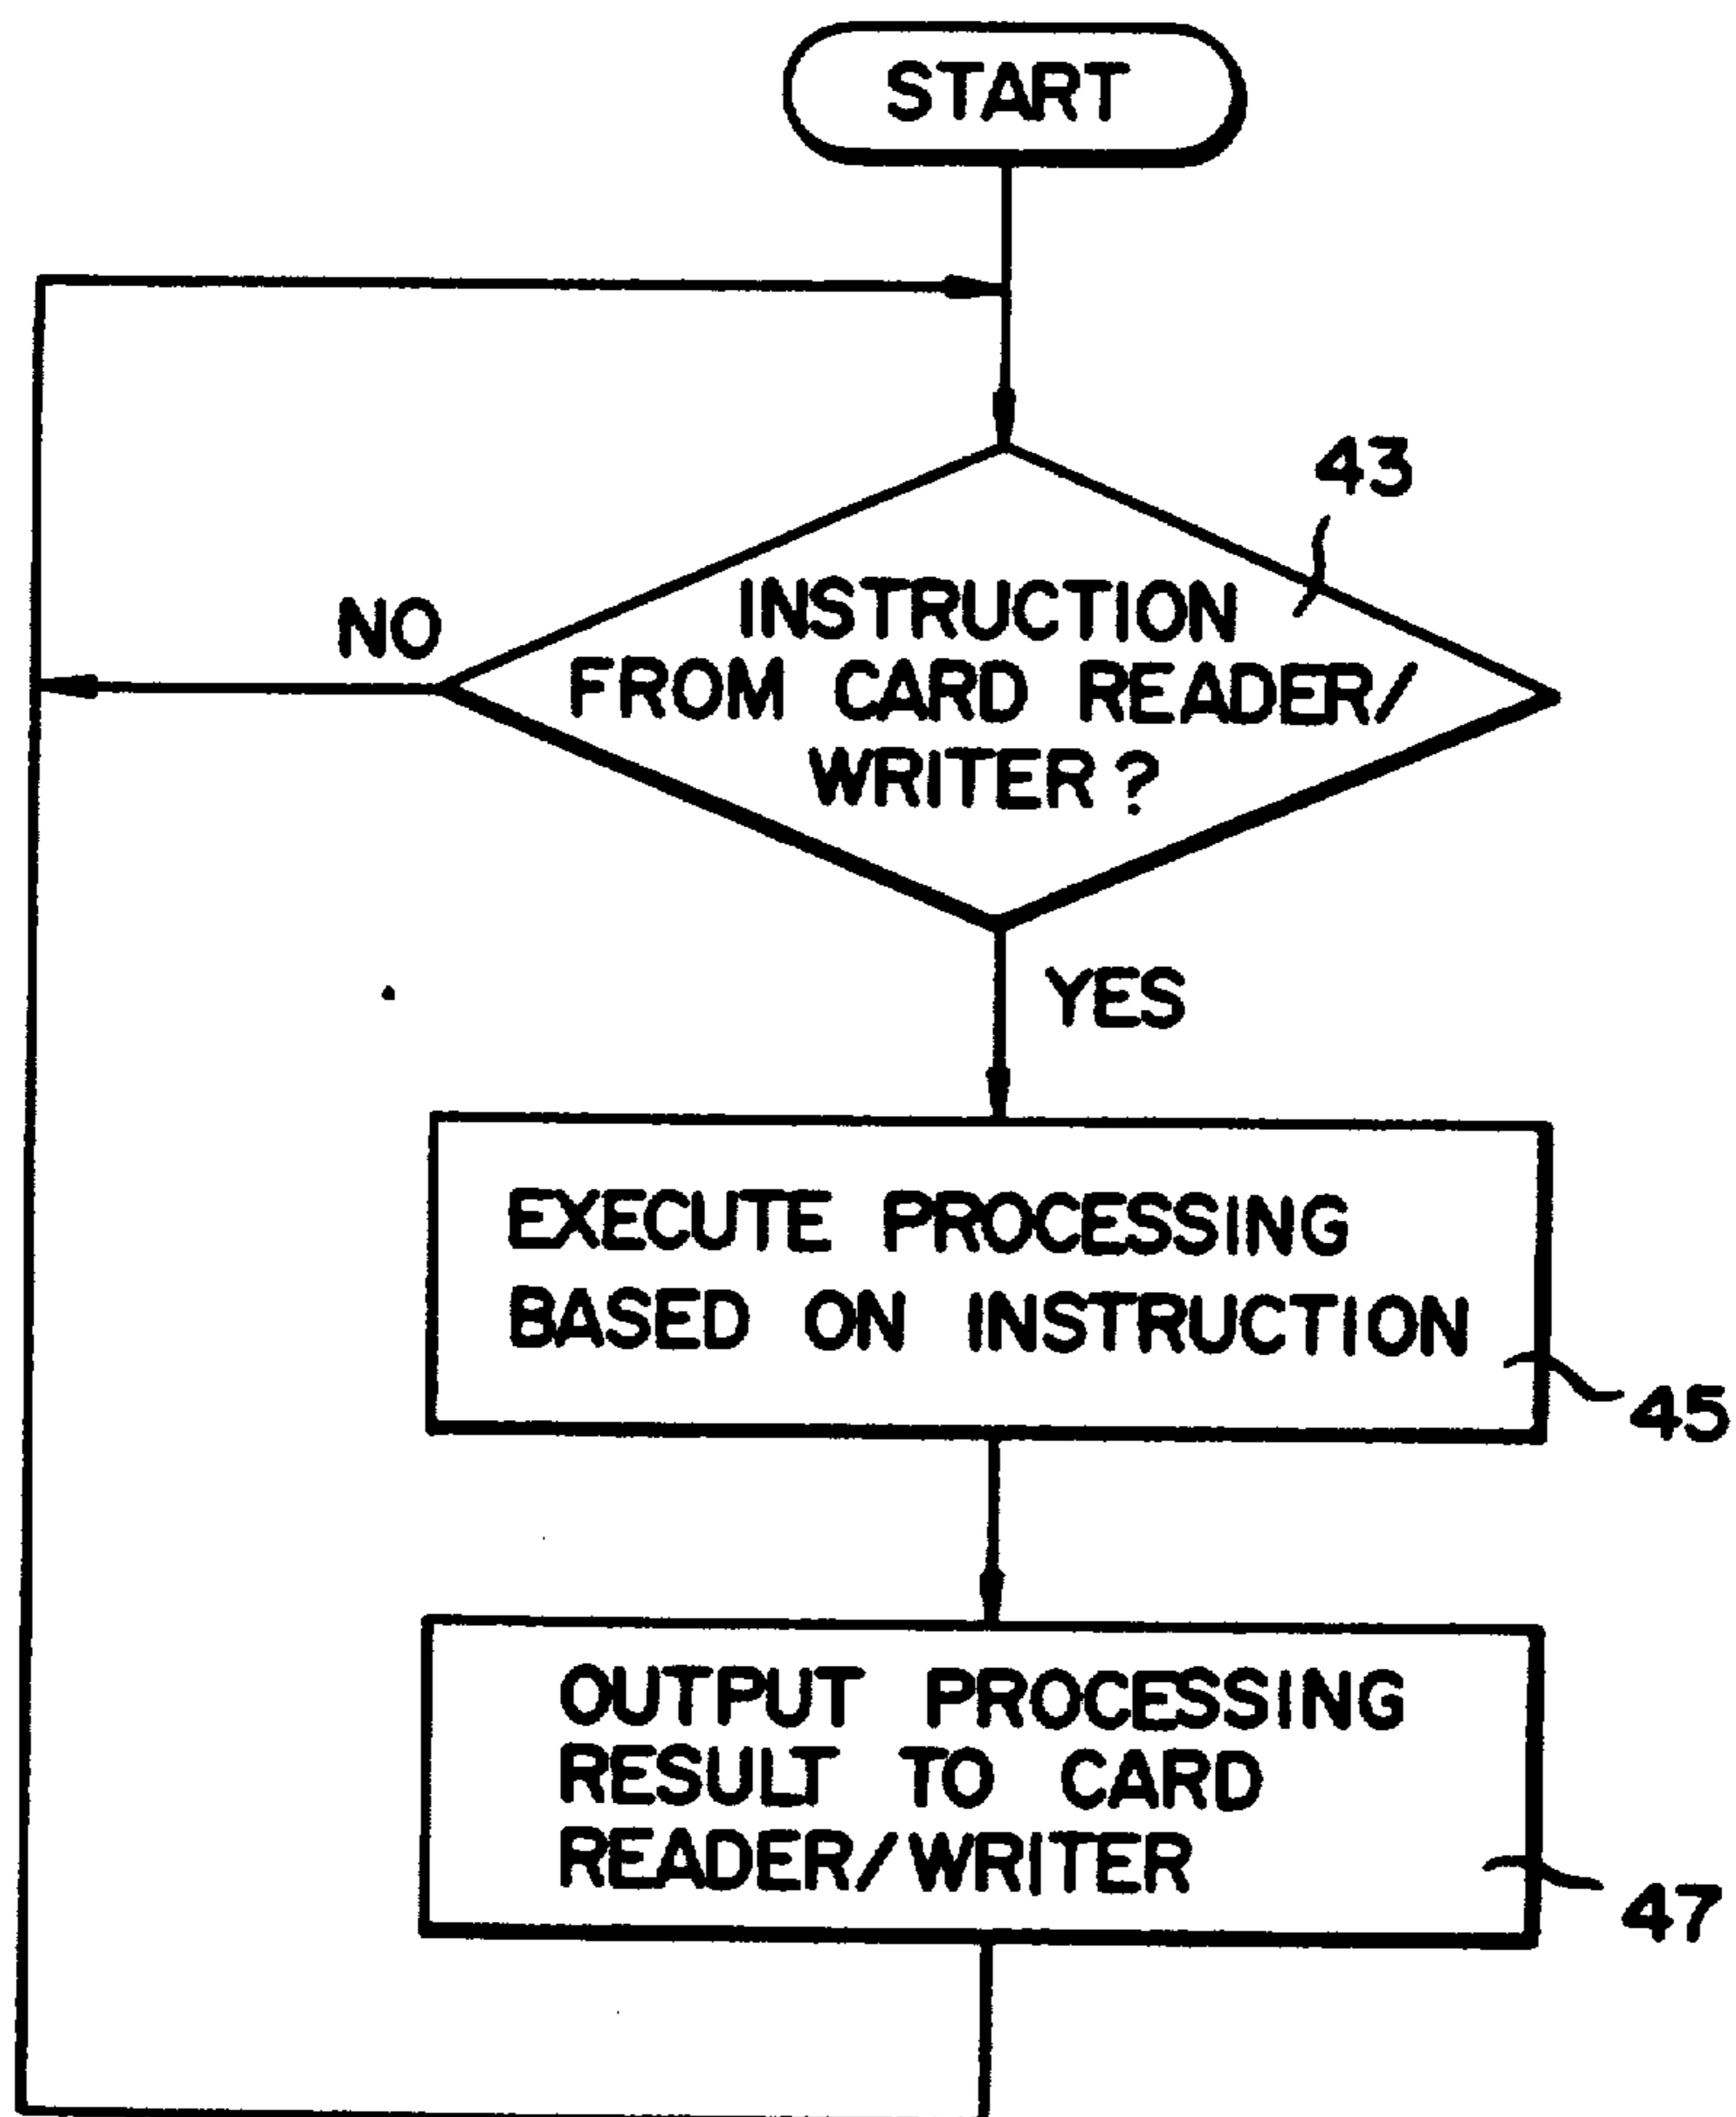 START
43
INSTRUCTION
FROM CARD READER/
WRITER?
NO
YES
EXECUTE PROCESSING
BASED ON INSTRUCTION
45
OUTPUT PROCESSING
RESULT TO CARD
READER/WRITER
47